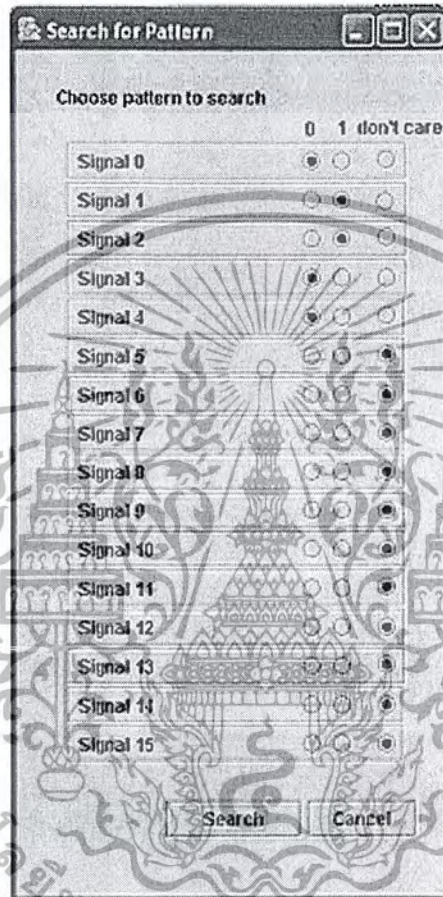 Search for Pattern
Choose pattern to search
0 1 don't care
Signal 0
Signal 1
Signal 2
Signal 3
Signal 4
Signal 5
Signal 6
Signal 7
Signal 8
Signal 9
Signal 10
Signal 11
Signal 12
Signal 13
Signal 14
Signal 15
Search Cancel